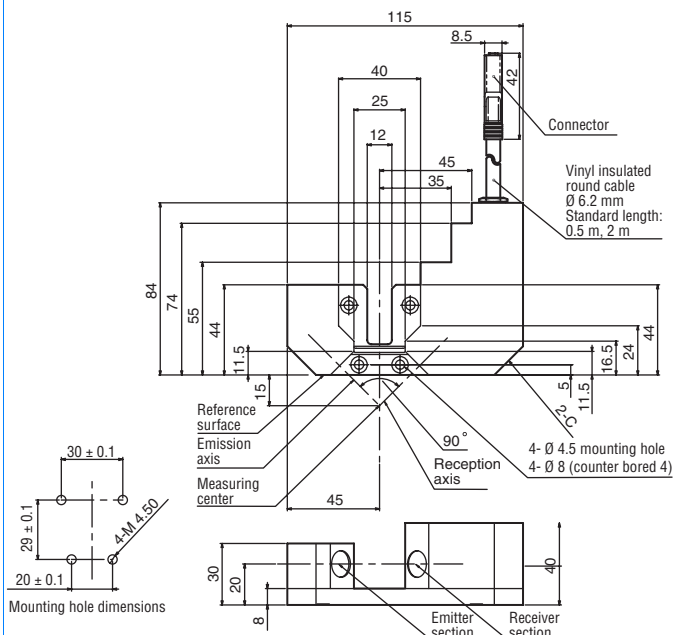 115
8.5
40
42
25
Connector
12
45
35
Vinyl insulated
round cable
Ø 6.2 mm
Standard length:
0.5 m, 2 m
84
74
55
44
11.5
15
44
24
16.5
5
11.5
Reference
surface
Emission
axis
Measuring
center
90°
Reception
axis
2-C
4- Ø 4.5 mounting hole
4- Ø 8 (counter bored 4)
45
30 ± 0.1
29 ± 0.1
4-M 4.50
20 ± 0.1
Mounting hole dimensions
30
20
8
40
Emitter
section
Receiver
section